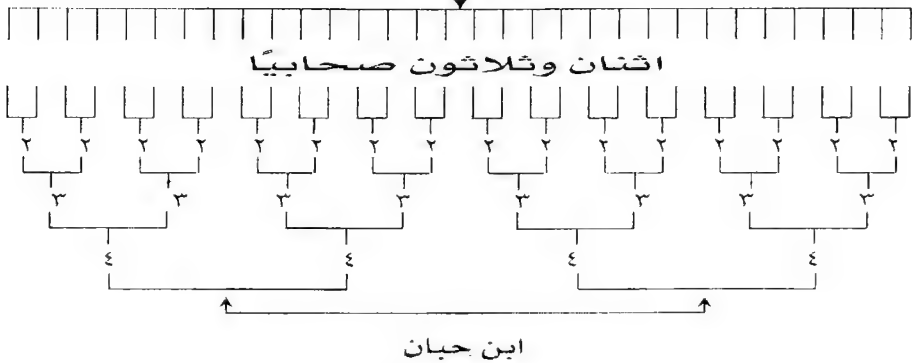 اثنان وثلاثون صحابيًا
٢ ٢ ٢ ٢ ٢ ٢ ٢ ٢ ٢ ٢ ٢ ٢ ٢ ٢ ٢ ٢
٣ ٣ ٣ ٣ ٣ ٣ ٣ ٣
٤ ٤ ٤ ٤
ابن حبان